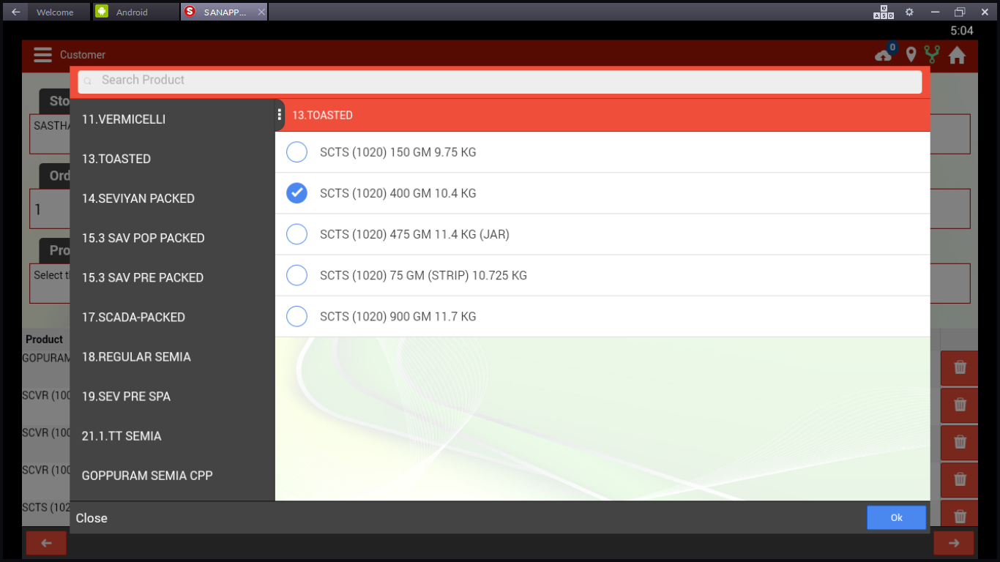 Welcome
Android
SANAPP...
W
A S D
5:04
Customer
0
Search Product
Sto
SASTHA
Ord
1
Pro
Select th
11.VERMICELLI
13.TOASTED
14.SEVIYAN PACKED
15.3 SAV POP PACKED
15.3 SAV PRE PACKED
17.SCADA-PACKED
18.REGULAR SEMIA
19.SEV PRE SPA
21.1.TT SEMIA
GOPPURAM SEMIA CPP
13.TOASTED
SCTS (1020) 150 GM 9.75 KG
SCTS (1020) 400 GM 10.4 KG
SCTS (1020) 475 GM 11.4 KG (JAR)
SCTS (1020) 75 GM (STRIP) 10.725 KG
SCTS (1020) 900 GM 11.7 KG
Product
GOPURAM
SCVR (100
SCVR (100
SCVR (100
SCTS (102
Close
Ok